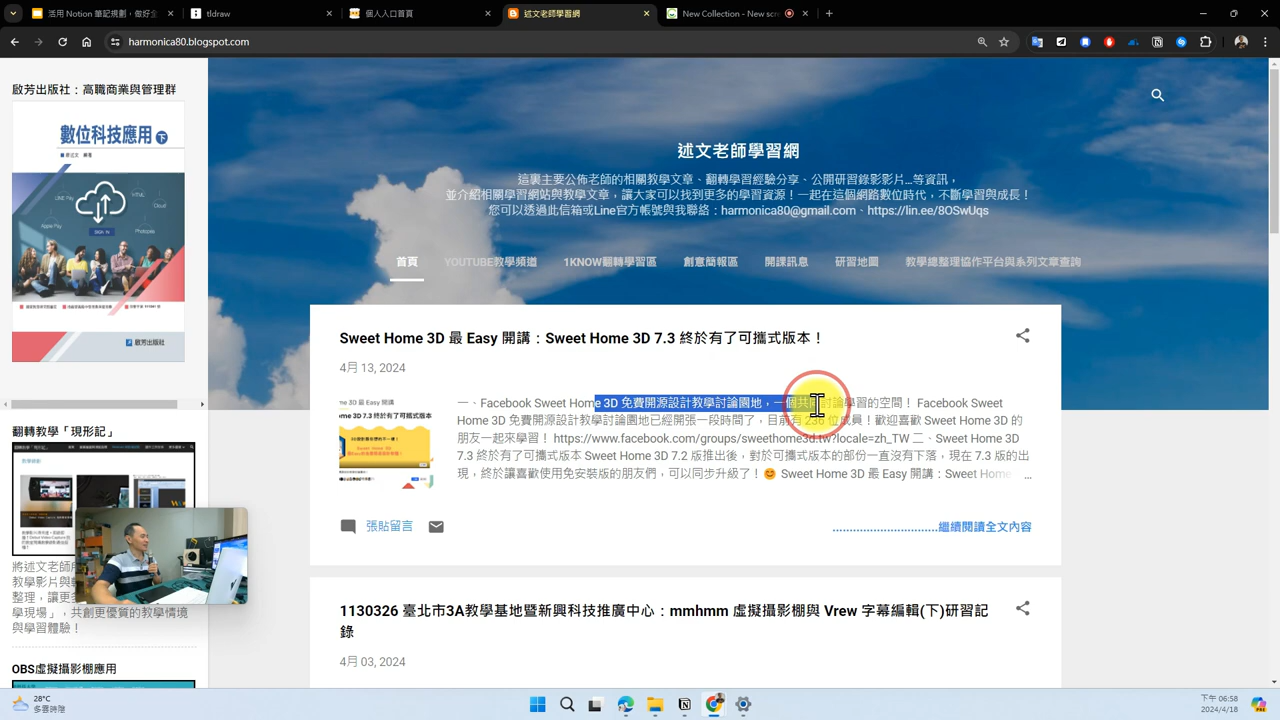 活用 Notion 筆記規劃，做好
tldraw
個人入口首頁
述文老師學習網
New Collection - New scre
harmonica80.blogspot.com
啟芳出版社：高職商業與管理群
數位科技應用 下
述文老師學習網
這裏主要公佈老師的相關教學文章、翻轉學習經驗分享、公開研習錄影影片...等資訊，
並介紹相關學習網站與教學文章，讓大家可以找到更多的學習資源！一起在這個網路數位時代，不斷學習與成長！
您可以透過此信箱或Line官方帳號與我聯絡：harmonica80@gmail.com、https://lin.ee/8OSwUqs
首頁
YOUTUBE教學頻道
1KNOW翻轉學習區
創意簡報區
開課訊息
研習地圖
教學總整理協作平台與系列文章查詢
Sweet Home 3D 最 Easy 開講：Sweet Home 3D 7.3 終於有了可攜式版本！
4月 13, 2024
一、Facebook Sweet Home 3D 免費開源設計教學討論園地，一個共同討論學習的空間！ Facebook Sweet
Home 3D 免費開源設計教學討論園地已經開張一段時間了，目前有 236 位成員！歡迎喜歡 Sweet Home 3D 的
朋友一起來學習！ https://www.facebook.com/groups/sweethome3d.tw?locale=zh_TW 二、Sweet Home 3D
7.3 終於有了可攜式版本 Sweet Home 3D 7.2 版推出後，對於可攜式版本的部份一直沒有下落，現在 7.3 版的出
現，終於讓喜歡使用免安裝版的朋友們，可以同步升級了！😊 Sweet Home 3D 最 Easy 開講：Sweet Home ...
張貼留言
..............................繼續閱讀全文內容
翻轉教學「現形記」
將述文老師
教學影片與
整理，讓更多
學現場」，共創更優質的教學情境
與學習體驗！
OBS虛擬攝影棚應用
1130326 臺北市3A教學基地暨新興科技推廣中心：mmhmm 虛擬攝影棚與 Vrew 字幕編輯(下)研習記
錄
4月 03, 2024
啟芳出版社
28°C
多雲時陰
下午 06:58
2024/4/18